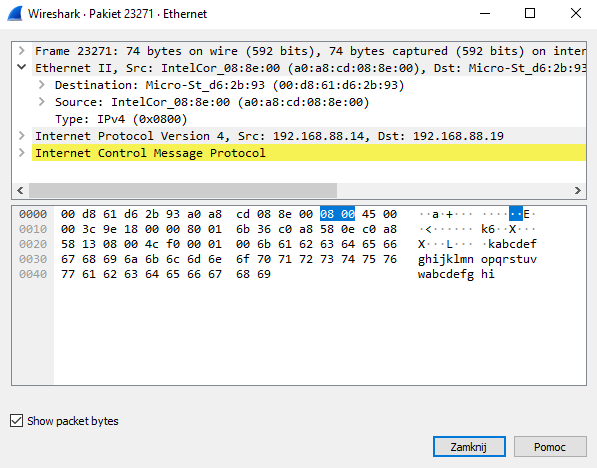 Wireshark · Pakiet 23271 · Ethernet
Frame 23271: 74 bytes on wire (592 bits), 74 bytes captured (592 bits) on inter
Ethernet II, Src: IntelCor_08:8e:00 (a0:a8:cd:08:8e:00), Dst: Micro-St_d6:2b:93
Destination: Micro-St_d6:2b:93 (00:d8:61:d6:2b:93)
Source: IntelCor_08:8e:00 (a0:a8:cd:08:8e:00)
Type: IPv4 (0x0800)
Internet Protocol Version 4, Src: 192.168.88.14, Dst: 192.168.88.19
Internet Control Message Protocol
0000 00 d8 61 d6 2b 93 a0 a8 cd 08 8e 00 08 00 45 00 ··a·+··· ······E·
0010 00 3c 9e 18 00 00 80 01 6b 36 c0 a8 58 0e c0 a8 ·<······ k6··X···
0020 58 13 08 00 4c f0 00 01 00 6b 61 62 63 64 65 66 X···L··· ·kabcdef
0030 67 68 69 6a 6b 6c 6d 6e 6f 70 71 72 73 74 75 76 ghijklmn opqrstuv
0040 77 61 62 63 64 65 66 67 68 69 wabcdefg hi
Show packet bytes
Zamknij
Pomoc